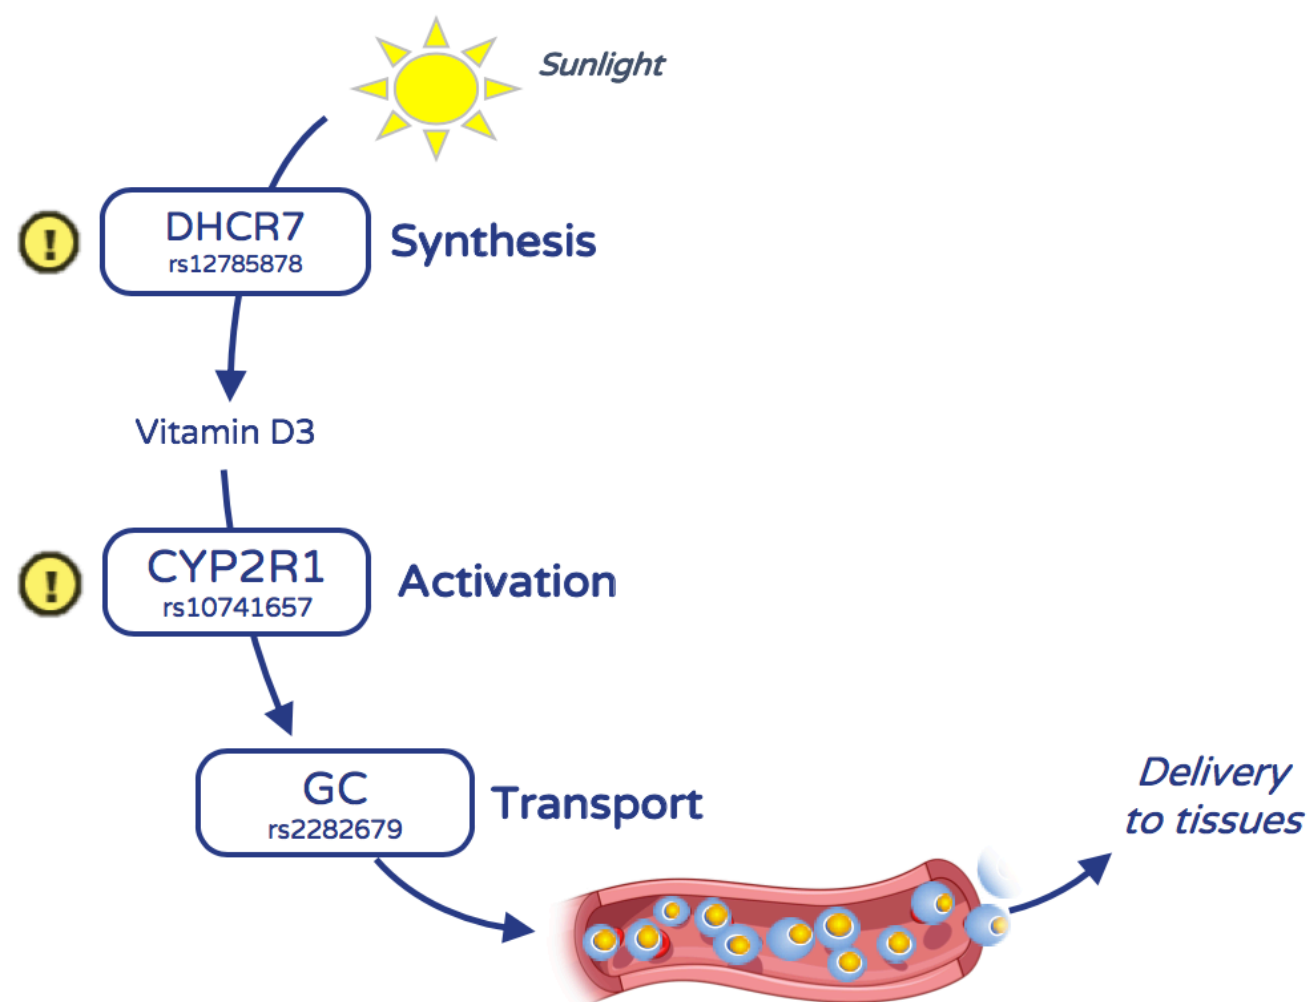 Sunlight
!
DHCR7
rs12785878
Synthesis
Vitamin D3
!
CYP2R1
rs10741657
Activation
GC
rs2282679
Transport
Delivery
to tissues